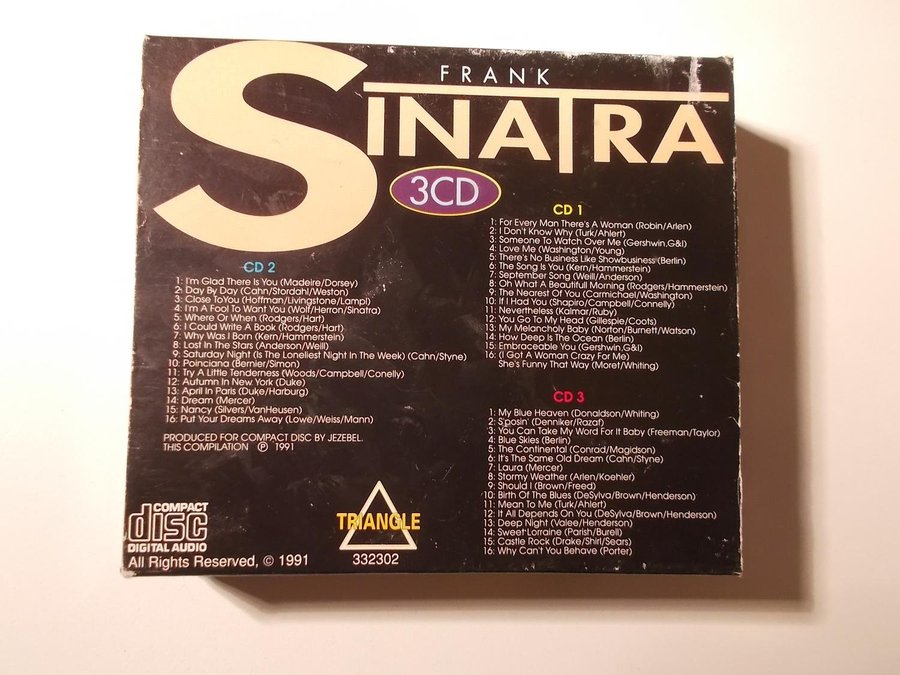 FRANK
SINATRA
3CD
CD 1
1: For Every Man There's A Woman (Robin/Arlen)
2: I Don't Know Why (Turk/Ahlert)
3: Someone To Watch Over Me (Gershwin,G&I)
4: Love Me (Washington/Young)
5: There's No Business Like Showbusiness (Berlin)
6: The Song Is You (Kern/Hammerstein)
7: September Song (Weill/Anderson)
8: Oh What A Beautifull Morning (Rodgers/Hammerstein)
9: The Nearest Of You (Carmichael/Washington)
10: If I Had You (Shapiro/Campbell/Connelly)
11: Nevertheless (Kalmar/Ruby)
12: You Go To My Head (Gillespie/Coots)
13: My Melancholy Baby (Norton/Burnett/Watson)
14: How Deep Is The Ocean (Berlin)
15: Embraceable You (Gershwin,G&I)
16: (I Got A Woman Crazy For Me)
She's Funny That Way (Moret/Whiting)
CD 2
1: I'm Glad There Is You (Madeire/Dorsey)
2: Day By Day (Cahn/Stordahl/Weston)
3: Close ToYou (Hoffman/Livingstone/Lampl)
4: I'm A Fool To Want You (Wolf/Herron/Sinatra)
5: Where Or When (Rodgers/Hart)
6: I Could Write A Book (Rodgers/Hart)
7: Why Was I Born (Kern/Hammerstein)
8: Lost In The Stars (Anderson/Weill)
9: Saturday Night (Is The Loneliest Night In The Week) (Cahn/Styne)
10: Poinciana (Bernier/Simon)
11: Try A Little Tenderness (Woods/Campbell/Conelly)
12: Autumn In New York (Duke)
13: April In Paris (Duke/Harburg)
14: Dream (Mercer)
15: Nancy (Silvers/VanHeusen)
16: Put Your Dreams Away (Lowe/Weiss/Mann)
CD 3
1: My Blue Heaven (Donaldson/Whiting)
2: S'posin' (Denniker/Razaf)
3: You Can Take My Word For It Baby (Freeman/Taylor)
4: Blue Skies (Berlin)
5: The Continental (Conrad/Magidson)
6: It's The Same Old Dream (Cahn/Styne)
7: Laura (Mercer)
8: Stormy Weather (Arlen/Koehler)
9: Should I (Brown/Freed)
10: Birth Of The Blues (DeSylva/Brown/Henderson)
11: Mean To Me (Turk/Ahlert)
12: It All Depends On You (DeSylva/Brown/Henderson)
13: Deep Night (Valee/Henderson)
14: Sweet Lorraine (Parish/Burell)
15: Castle Rock (Drake/Shirl/Sears)
16: Why Can't You Behave (Porter)
PRODUCED FOR COMPACT DISC BY JEZEBEL.
THIS COMPILATION ℗ 1991
COMPACT
disc
DIGITAL AUDIO
All Rights Reserved, © 1991
TRIANGLE
332302